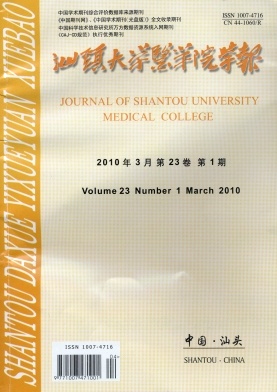 中国学术期刊综合评价数据库来源期刊
《中国期刊网》、《中国学术期刊(光盘版)》全文收录期刊
中国科学技术信息研究所万方数据资源系统入网期刊
《CAJ-CD规范》执行优秀期刊
ISSN 1007-4716
CN 44-1060/R
汕头大学医学院学报
JOURNAL OF SHANTOU UNIVERSITY
MEDICAL COLLEGE
2010 年 3 月 第 23 卷 第 1 期
Volume 23 Number 1 March 2010
SHANTOU DAXUE YIXUEYUAN XUEBAO
ISSN 1007-4716
04
9 771007 471001
中国·汕头
SHANTOU - CHINA